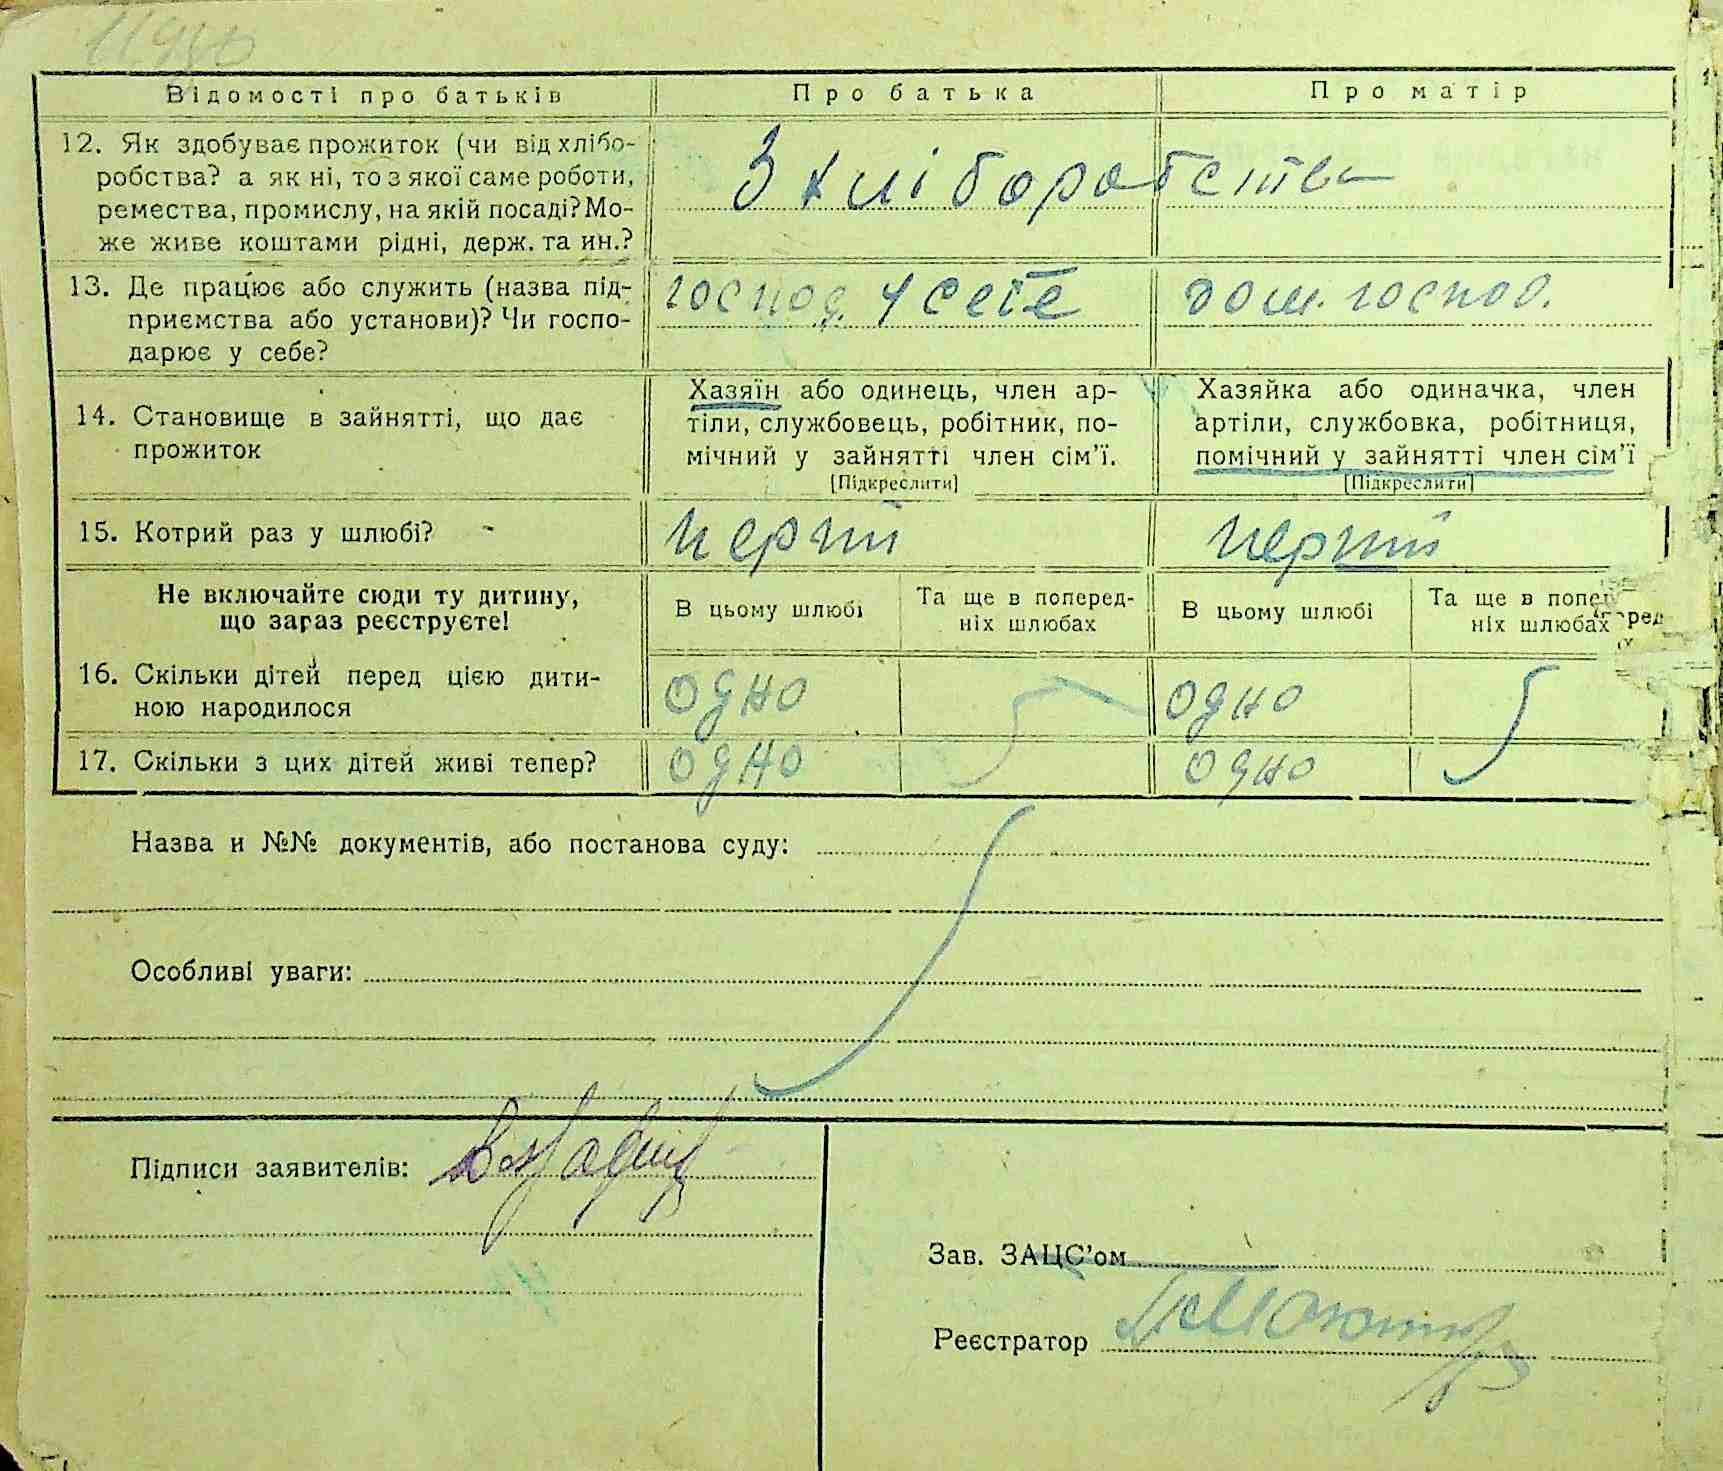 Відомості про батьків
Про батька
Про матір
12. Як здобуває прожиток (чи від хлібо-
робства? а як ні, то з якої саме роботи,
ремества, промислу, на якій посаді? Мо-
же живе коштами рідні, держ. та ин.?
З хліборобства
13. Де працює або служить (назва під-
приємства або установи)? Чи госпо-
дарює у себе?
господ. у себе
дом. господ.
14. Становище в зайнятті, що дає
прожиток
Хазяїн або одинець, член ар-
тіли, службовець, робітник, по-
мічний у зайнятті член сім’ї.
[Підкреслити]
Хазяйка або одиначка, член
артіли, службовка, робітниця,
помічний у зайнятті член сім’ї
[Підкреслити]
15. Котрий раз у шлюбі?
перший
перший
Не включайте сюди ту дитину,
що зараз реєструєте!
В цьому шлюбі
Та ще в поперед-
ніх шлюбах
В цьому шлюбі
Та ще в попед
ніх шлюбах
16. Скільки дітей перед цією дити-
ною народилося
одно
одно
17. Скільки з цих дітей живі тепер?
одно
одно
Назва и №№ документів, або постанова суду:
Особливі уваги:
Підписи заявителів:
Зав. ЗАЦС’ом
Реєстратор